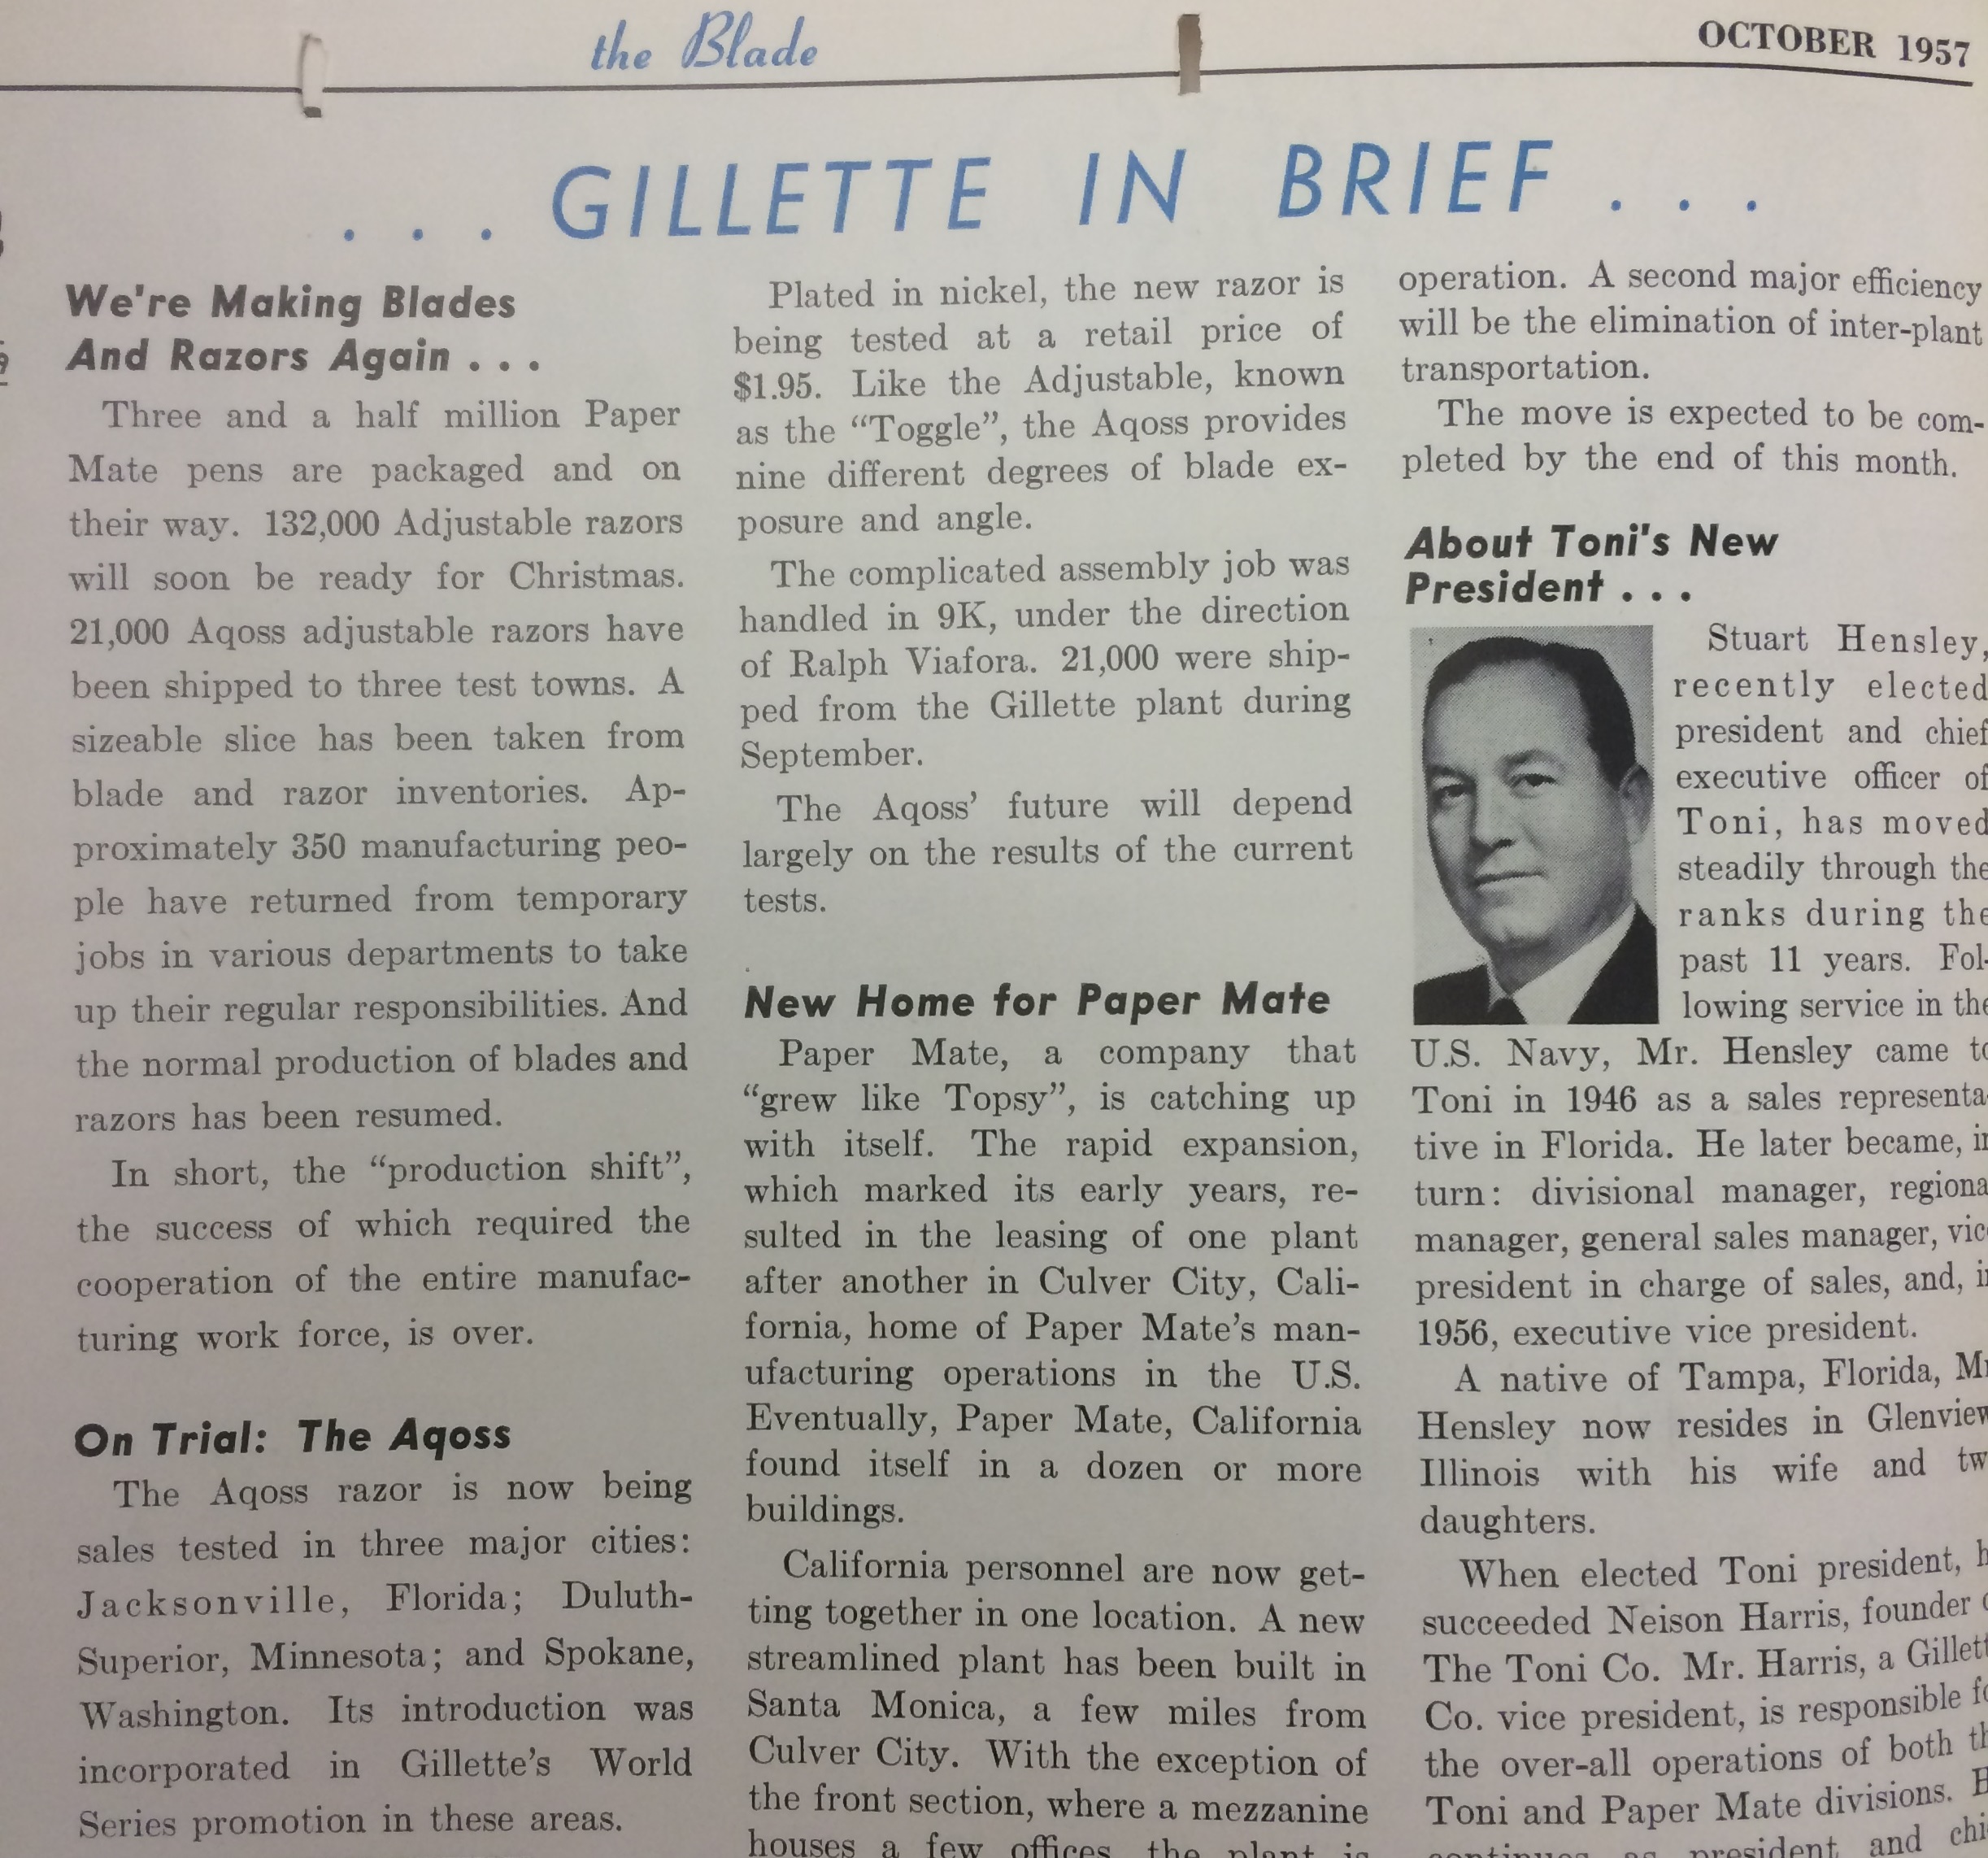 the Blade
OCTOBER 1957
. . . GILLETTE IN BRIEF . . .
We're Making Blades
And Razors Again . . .
Three and a half million Paper
Mate pens are packaged and on
their way. 132,000 Adjustable razors
will soon be ready for Christmas.
21,000 Aqoss adjustable razors have
been shipped to three test towns. A
sizeable slice has been taken from
blade and razor inventories. Ap-
proximately 350 manufacturing peo-
ple have returned from temporary
jobs in various departments to take
up their regular responsibilities. And
the normal production of blades and
razors has been resumed.
In short, the “production shift”,
the success of which required the
cooperation of the entire manufac-
turing work force, is over.
On Trial: The Aqoss
The Aqoss razor is now being
sales tested in three major cities:
Jacksonville, Florida; Duluth-
Superior, Minnesota; and Spokane,
Washington. Its introduction was
incorporated in Gillette's World
Series promotion in these areas.
Plated in nickel, the new razor is
being tested at a retail price of
$1.95. Like the Adjustable, known
as the “Toggle”, the Aqoss provides
nine different degrees of blade ex-
posure and angle.
The complicated assembly job was
handled in 9K, under the direction
of Ralph Viafora. 21,000 were ship-
ped from the Gillette plant during
September.
The Aqoss’ future will depend
largely on the results of the current
tests.
New Home for Paper Mate
Paper Mate, a company that
“grew like Topsy”, is catching up
with itself. The rapid expansion,
which marked its early years, re-
sulted in the leasing of one plant
after another in Culver City, Cali-
fornia, home of Paper Mate's man-
ufacturing operations in the U.S.
Eventually, Paper Mate, California
found itself in a dozen or more
buildings.
California personnel are now get-
ting together in one location. A new
streamlined plant has been built in
Santa Monica, a few miles from
Culver City. With the exception of
the front section, where a mezzanine
houses a few offices, the plant is
operation. A second major efficiency
will be the elimination of inter-plant
transportation.
The move is expected to be com-
pleted by the end of this month.
About Toni's New
President . . .
Stuart Hensley,
recently elected
president and chief
executive officer of
Toni, has moved
steadily through the
ranks during the
past 11 years. Fol-
lowing service in the
U.S. Navy, Mr. Hensley came to
Toni in 1946 as a sales representa-
tive in Florida. He later became, in
turn: divisional manager, regional
manager, general sales manager, vice
president in charge of sales, and, in
1956, executive vice president.
A native of Tampa, Florida, Mr
Hensley now resides in Glenview
Illinois with his wife and tw
daughters.
When elected Toni president, h
succeeded Neison Harris, founder o
The Toni Co. Mr. Harris, a Gillett
Co. vice president, is responsible fo
the over-all operations of both th
Toni and Paper Mate divisions. H
president and chi